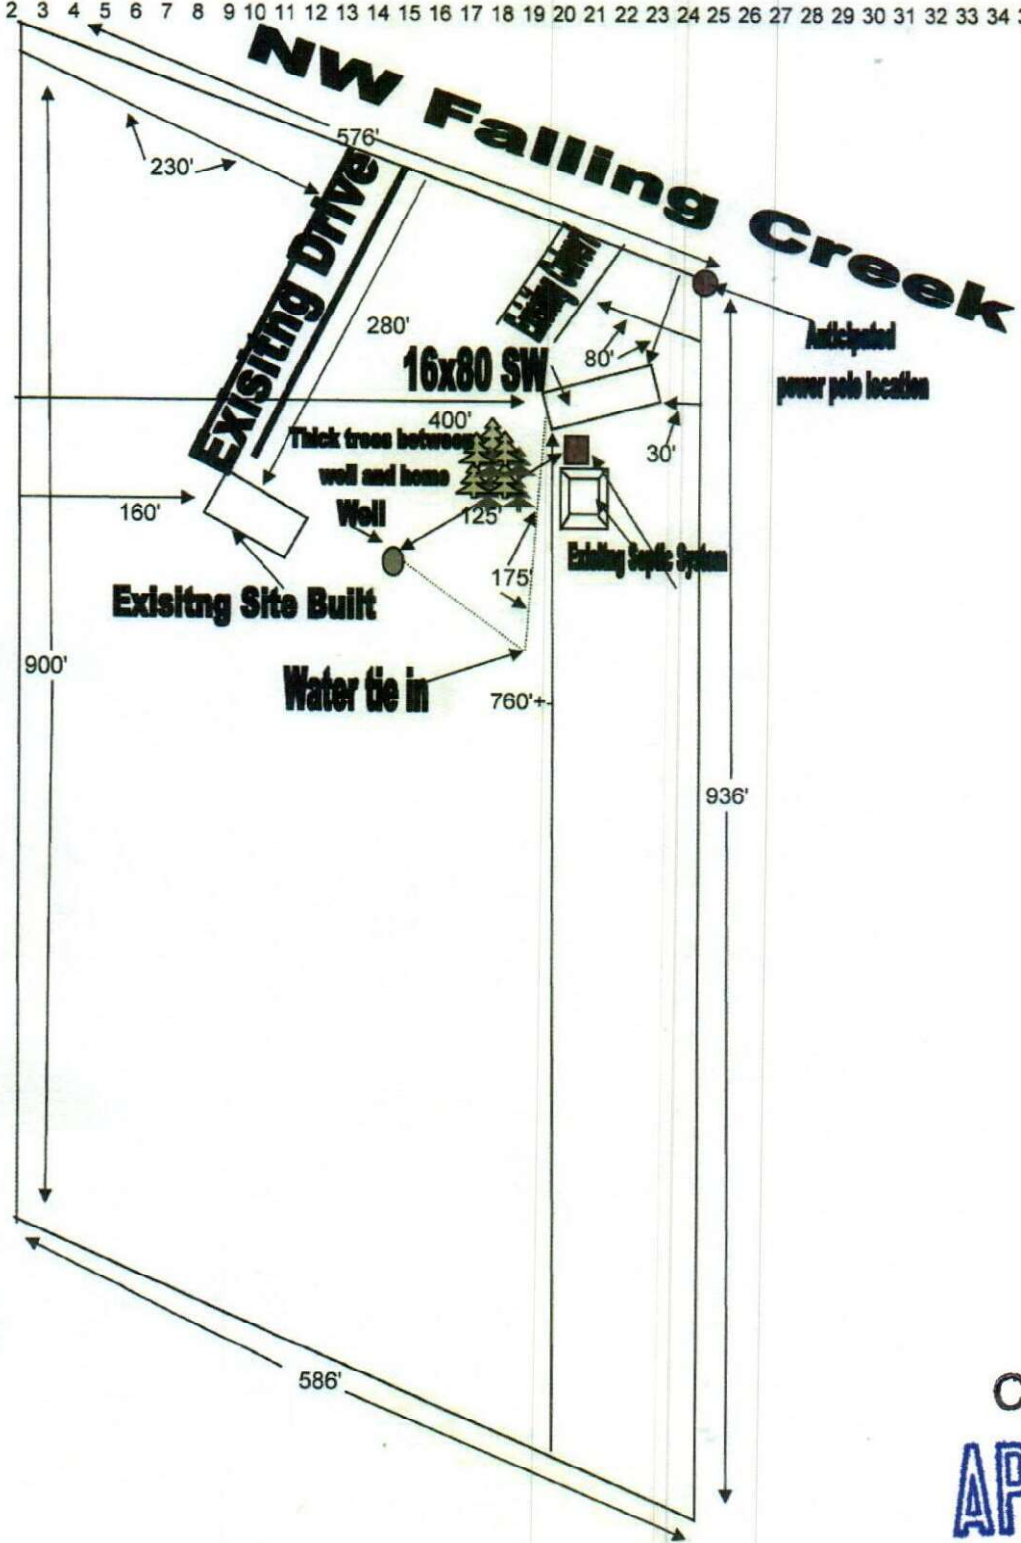 2 3 4 5 6 7 8 9 10 11 12 13 14 15 16 17 18 19 20 21 22 23 24 25 26 27 28 29 30 31 32 33 34
NW Falling Creek
576'
230'
Exisitng Drive
280'
80'
Anticipated
power pole location
16x80 SW
400'
Thick trees between
well and home
30'
160'
Well
125'
Existing Septic System
175'
Exisitng Site Built
900'
Water tie in
760'+-
936'
586'